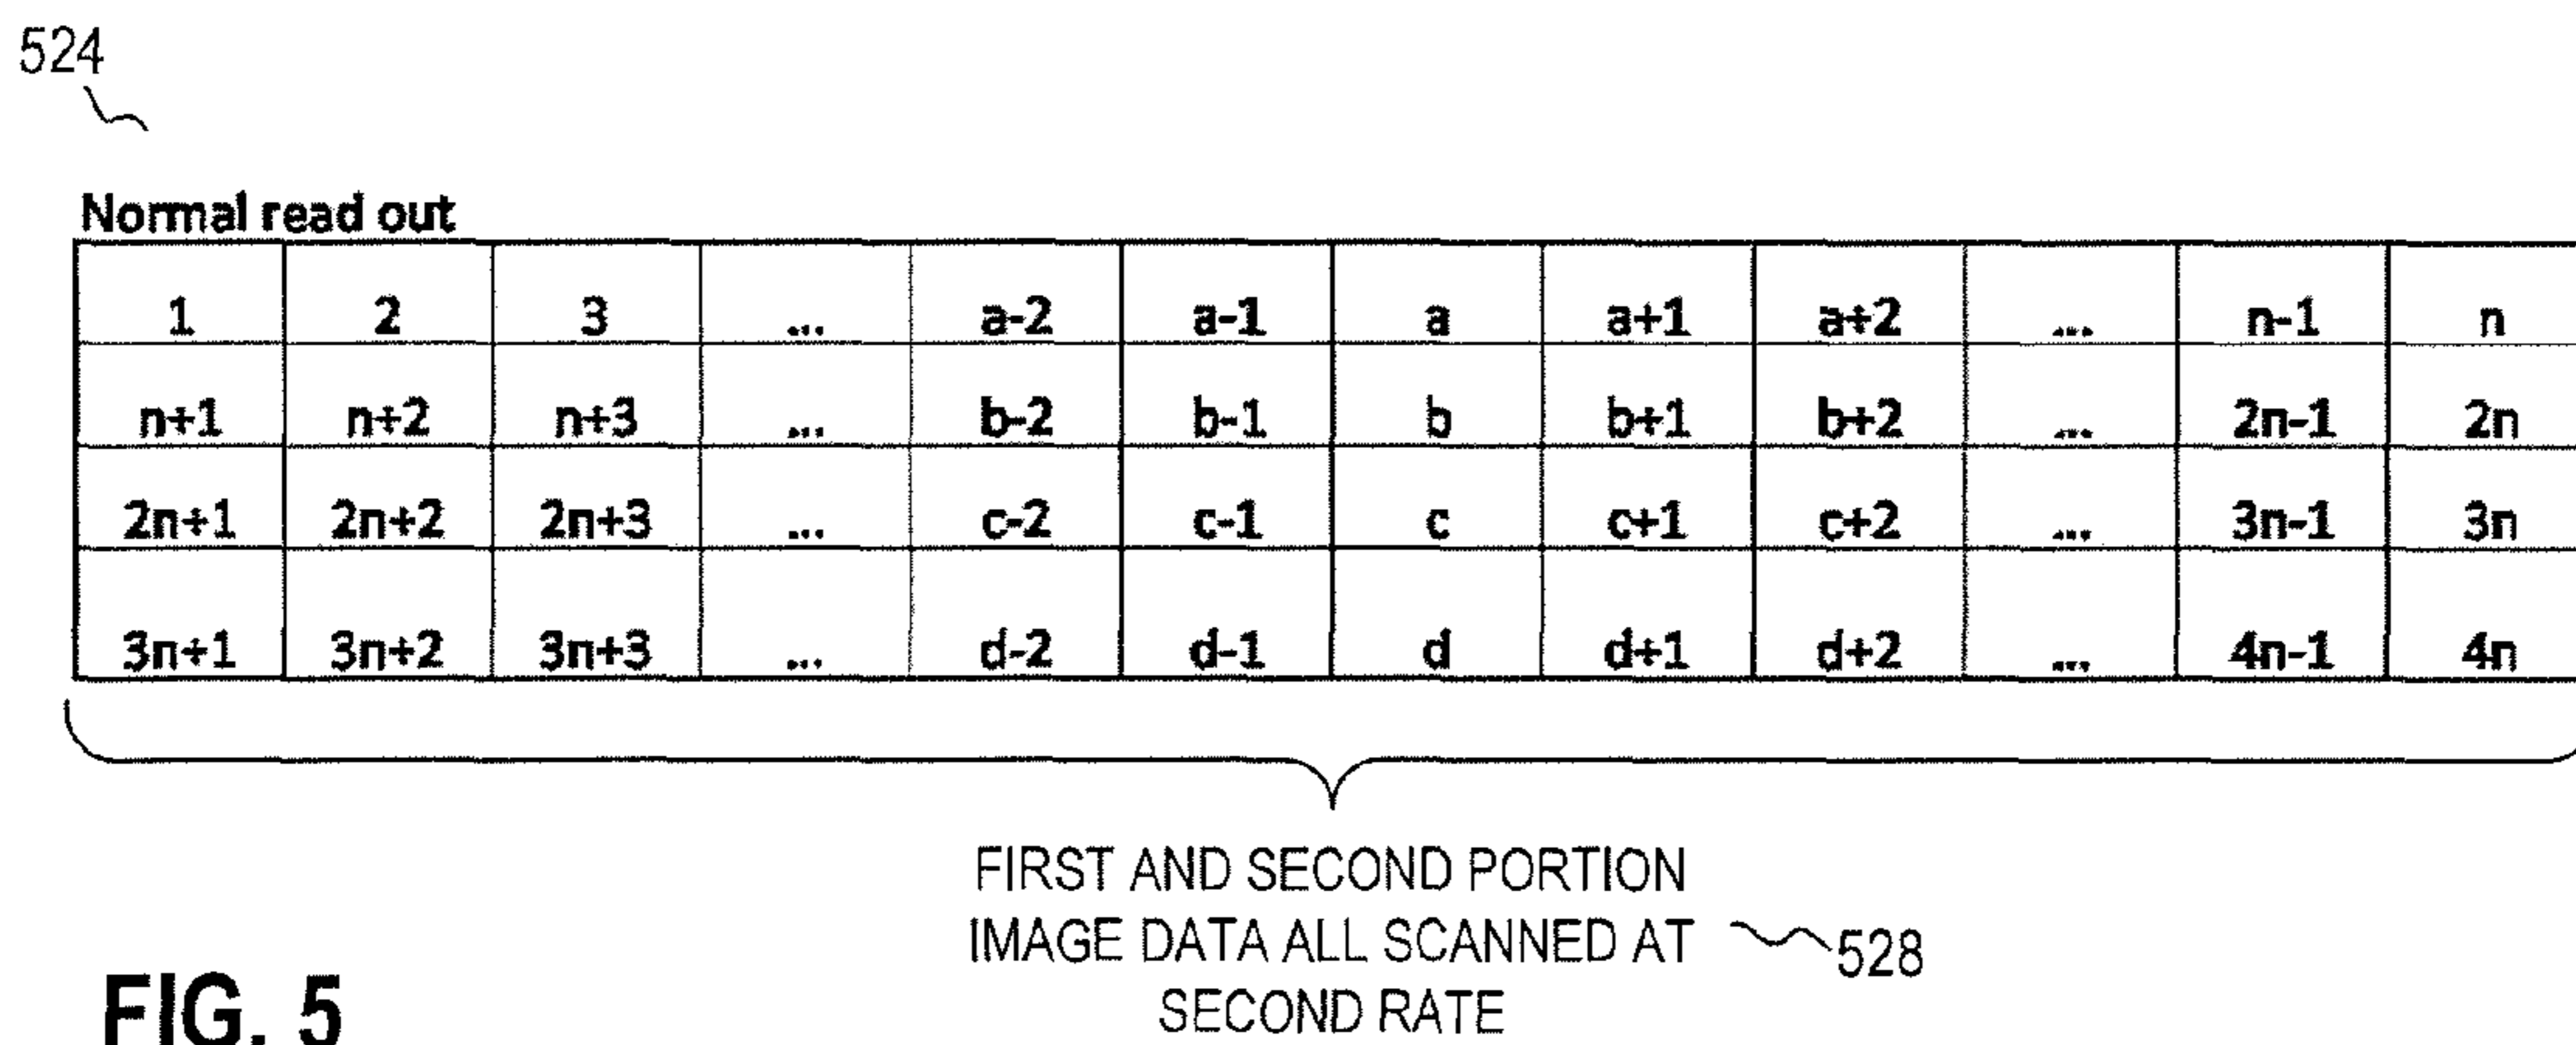 524
Normal read out
1 2 3 ... a-2 a-1 a a+1 a+2 ... n-1 n
n+1 n+2 n+3 ... b-2 b-1 b b+1 b+2 ... 2n-1 2n
2n+1 2n+2 2n+3 ... c-2 c-1 c c+1 c+2 ... 3n-1 3n
3n+1 3n+2 3n+3 ... d-2 d-1 d d+1 d+2 ... 4n-1 4n
FIRST AND SECOND PORTION
IMAGE DATA ALL SCANNED AT 528
SECOND RATE
FIG. 5